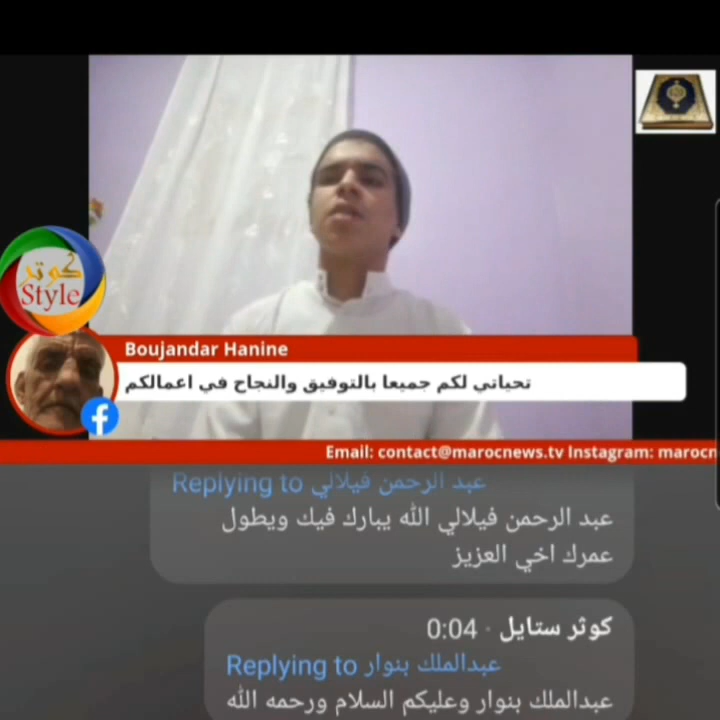 كوثر
Style
Boujandar Hanine
تحياتي لكم جميعا بالتوفيق والنجاح في اعمالكم
Email: contact@marocnews.tv Instagram: marocn
Replying to عبد الرحمن فيلالي
عبد الرحمن فيلالي الله يبارك فيك ويطول
عمرك اخي العزيز
كوثر ستايل · 0:04
Replying to عبدالملك بنوار
عبدالملك بنوار وعليكم السلام ورحمه الله